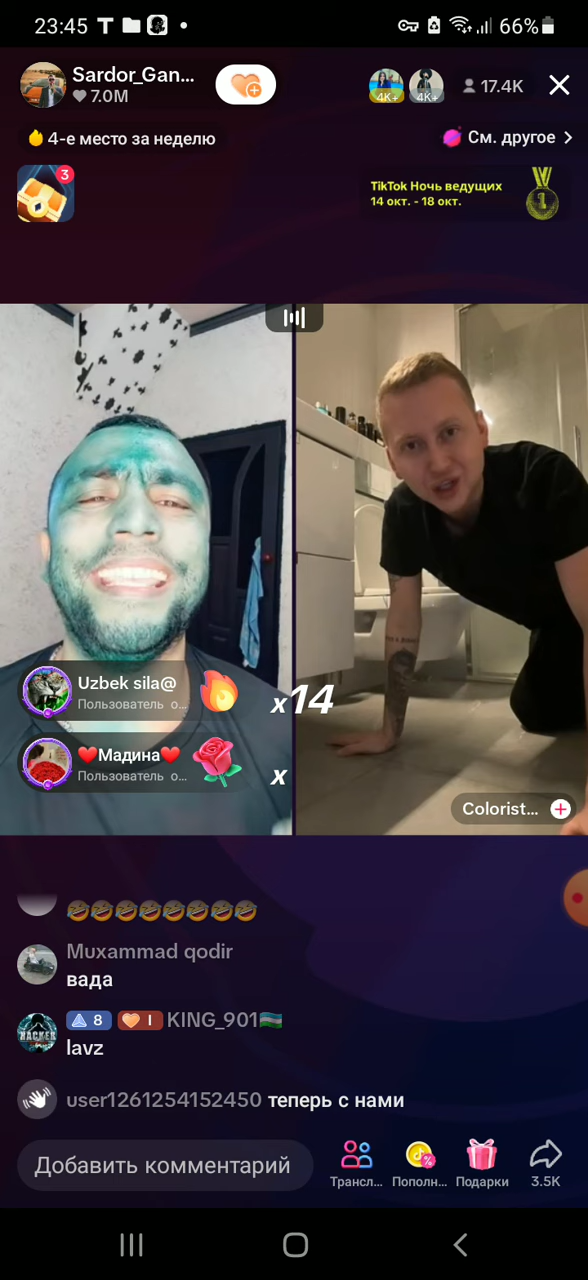 23:45
66%
Sardor_Gan...
7.0M
4K+
4K+
17.4K
4-е место за неделю
См. другое
3
TikTok Ночь ведущих
14 окт. - 18 окт.
1
Uzbek sila@
Пользователь о...
x14
❤️Мадина❤️
Пользователь о...
x
Colorist...
🤣🤣🤣🤣🤣🤣🤣🤣
Muxammad qodir
вада
8
I
KING_901🇺🇿
HACKER
lavz
user1261254152450 теперь с нами
Добавить комментарий
Трансл...
Пополн...
Подарки
3.5K